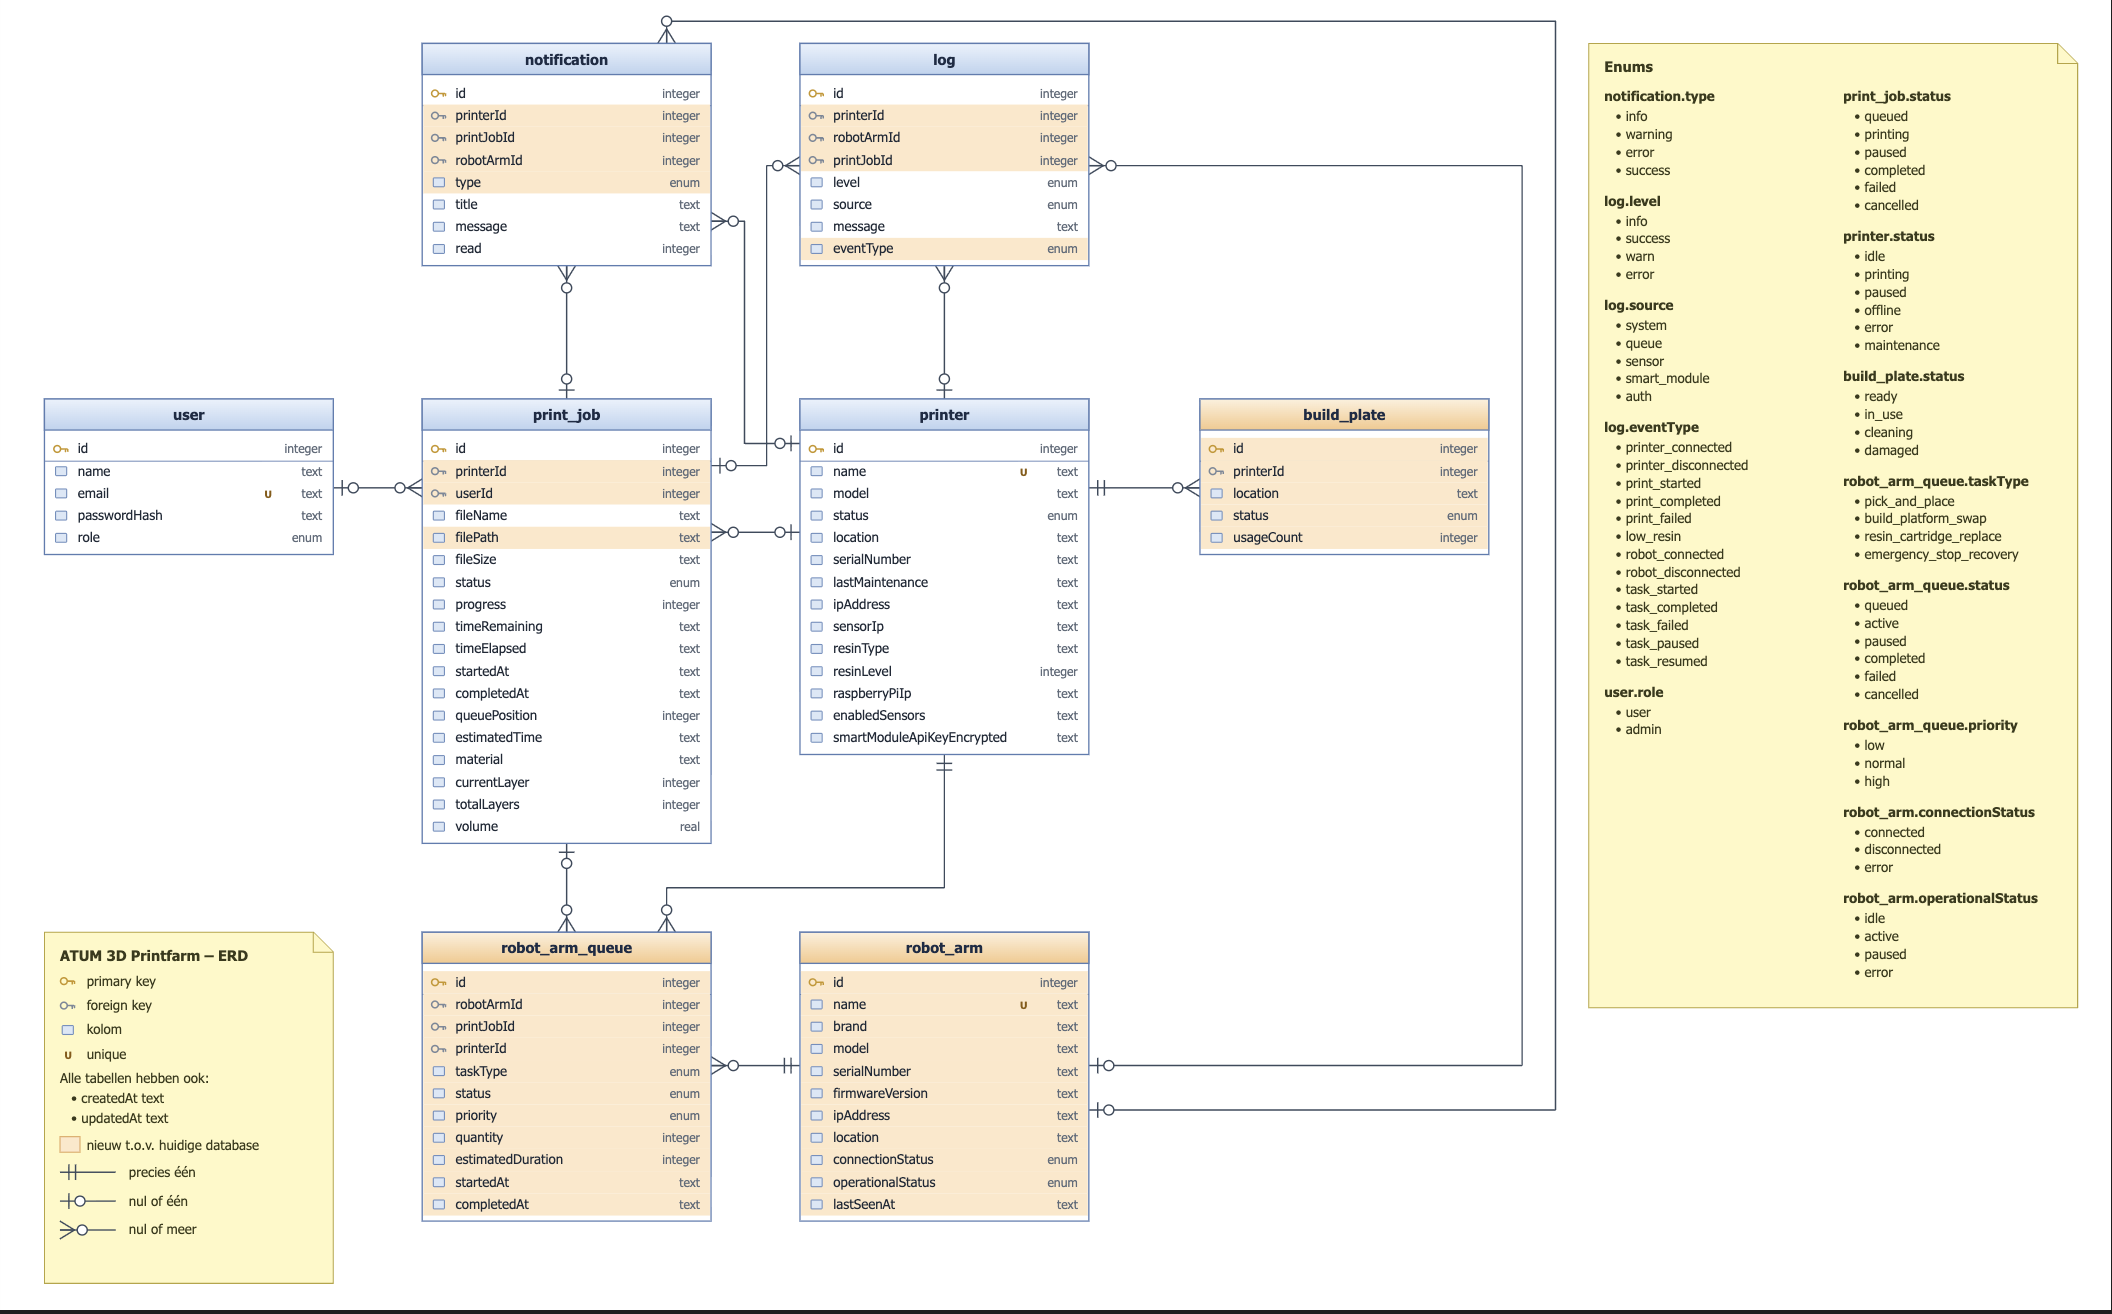 notification
id integer
printerId integer
printJobId integer
robotArmId integer
type enum
title text
message text
read integer
log
id integer
printerId integer
robotArmId integer
printJobId integer
level enum
source enum
message text
eventType enum
user
id integer
name text
email u text
passwordHash text
role enum
print_job
id integer
printerId integer
userId integer
fileName text
filePath text
fileSize text
status enum
progress integer
timeRemaining text
timeElapsed text
startedAt text
completedAt text
queuePosition integer
estimatedTime text
material text
currentLayer integer
totalLayers integer
volume real
printer
id integer
name u text
model text
status enum
location text
serialNumber text
lastMaintenance text
ipAddress text
sensorIp text
resinType text
resinLevel integer
raspberryPiIp text
enabledSensors text
smartModuleApiKeyEncrypted text
build_plate
id integer
printerId integer
location text
status enum
usageCount integer
robot_arm_queue
id integer
robotArmId integer
printJobId integer
printerId integer
taskType enum
status enum
priority enum
quantity integer
estimatedDuration integer
startedAt text
completedAt text
robot_arm
id integer
name u text
brand text
model text
serialNumber text
firmwareVersion text
ipAddress text
location text
connectionStatus enum
operationalStatus enum
lastSeenAt text
ATUM 3D Printfarm – ERD
primary key
foreign key
kolom
u unique
Alle tabellen hebben ook:
• createdAt text
• updatedAt text
nieuw t.o.v. huidige database
precies één
nul of één
nul of meer
Enums
notification.type
• info
• warning
• error
• success
log.level
• info
• success
• warn
• error
log.source
• system
• queue
• sensor
• smart_module
• auth
log.eventType
• printer_connected
• printer_disconnected
• print_started
• print_completed
• print_failed
• low_resin
• robot_connected
• robot_disconnected
• task_started
• task_completed
• task_failed
• task_paused
• task_resumed
user.role
• user
• admin
print_job.status
• queued
• printing
• paused
• completed
• failed
• cancelled
printer.status
• idle
• printing
• paused
• offline
• error
• maintenance
build_plate.status
• ready
• in_use
• cleaning
• damaged
robot_arm_queue.taskType
• pick_and_place
• build_platform_swap
• resin_cartridge_replace
• emergency_stop_recovery
robot_arm_queue.status
• queued
• active
• paused
• completed
• failed
• cancelled
robot_arm_queue.priority
• low
• normal
• high
robot_arm.connectionStatus
• connected
• disconnected
• error
robot_arm.operationalStatus
• idle
• active
• paused
• error